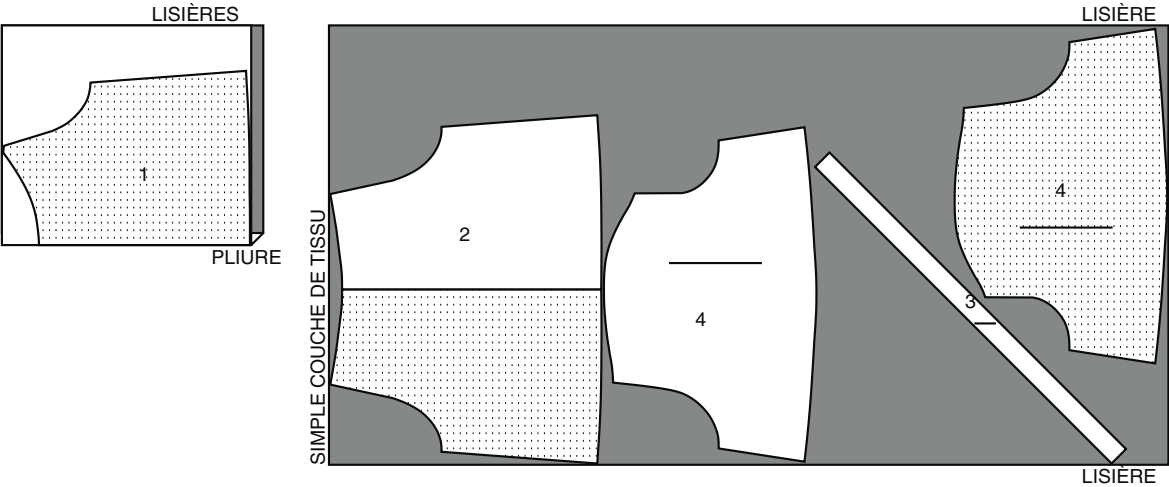 LISIÈRES
1
PLIURE
SIMPLE COUCHE DE TISSU
LISIÈRE
2
4
3
4
LISIÈRE